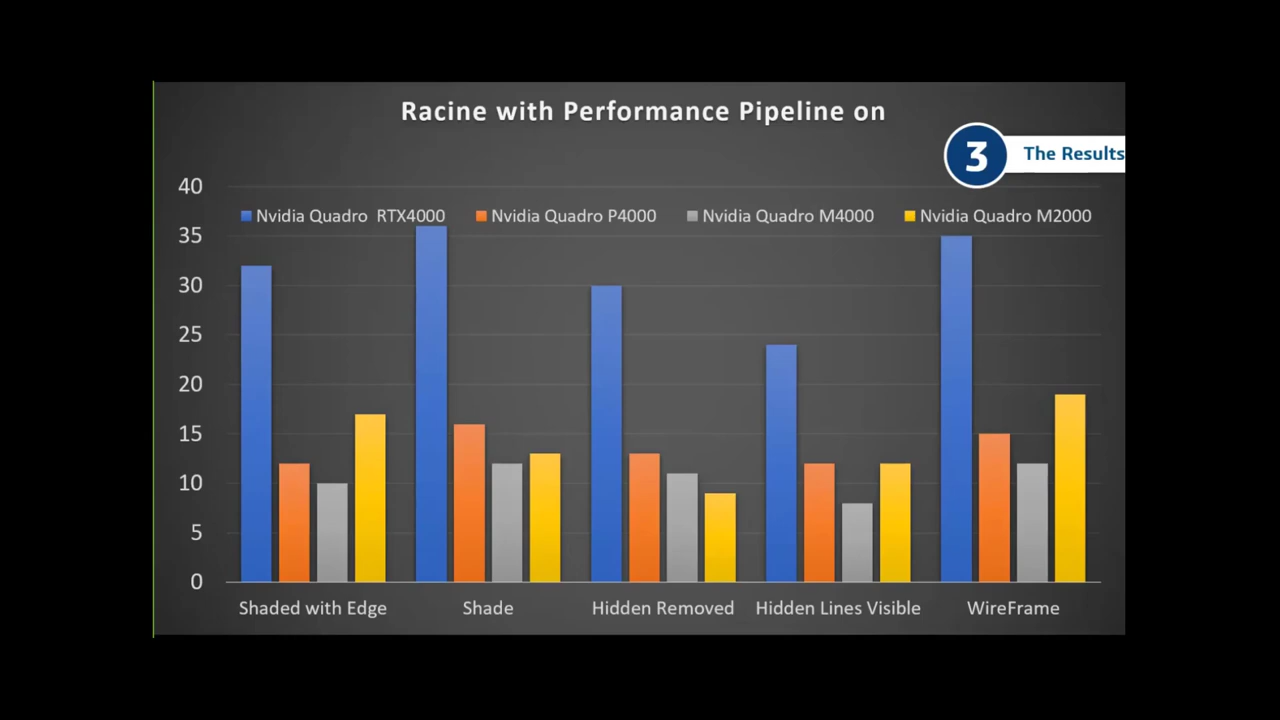 Racine with Performance Pipeline on
3 The Results
40
Nvidia Quadro RTX4000 Nvidia Quadro P4000 Nvidia Quadro M4000 Nvidia Quadro M2000
35
30
25
20
15
10
5
0
Shaded with Edge Shade Hidden Removed Hidden Lines Visible WireFrame